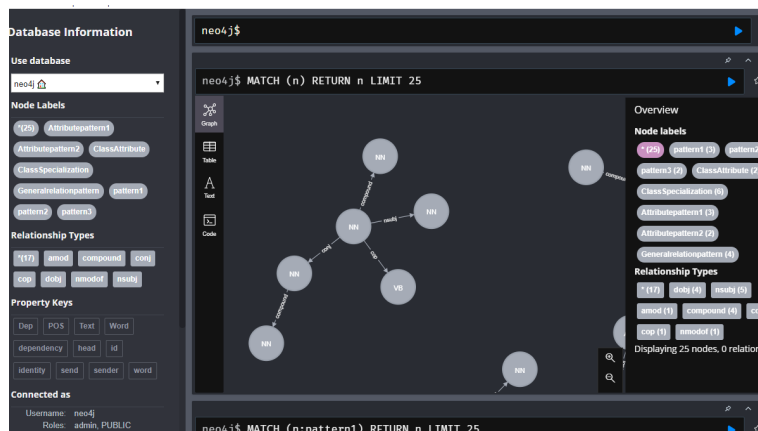 Database Information
Use database
neo4j
Node Labels
*(25) Attributepattern1
Attributepattern2 ClassAttribute
ClassSpecialization
Generalrelationpattern pattern1
pattern2 pattern3
Relationship Types
*(17) amod compound conj
cop dobj nmodof nsubj
Property Keys
Dep POS Text Word
dependency head id
identity send sender word
Connected as
Username: neo4j
Roles: admin, PUBLIC
neo4j$
neo4j$ MATCH (n) RETURN n LIMIT 25
Graph
Table
A
Text
Code
NN
compound
NN
nsubj
NN
conj
cop
NN
VB
compound
NN
NN
NN
Overview
Node labels
* (25) pattern1 (3) pattern2
pattern3 (2) ClassAttribute (2)
ClassSpecialization (6)
Attributepattern1 (3)
Attributepattern2 (2)
Generalrelationpattern (4)
Relationship Types
* (17) dobj (4) nsubj (5)
amod (1) compound (4) co
cop (1) nmodof (1)
Displaying 25 nodes, 0 relation
neo4j$ MATCH (n:pattern1) RETURN n LIMIT 25